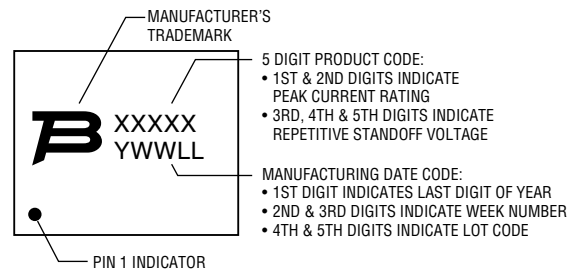 MANUFACTURER'S
TRADEMARK
5 DIGIT PRODUCT CODE:
• 1ST & 2ND DIGITS INDICATE
PEAK CURRENT RATING
• 3RD, 4TH & 5TH DIGITS INDICATE
REPETITIVE STANDOFF VOLTAGE
XXXXX
YWWLL
MANUFACTURING DATE CODE:
• 1ST DIGIT INDICATES LAST DIGIT OF YEAR
• 2ND & 3RD DIGITS INDICATE WEEK NUMBER
• 4TH & 5TH DIGITS INDICATE LOT CODE
PIN 1 INDICATOR